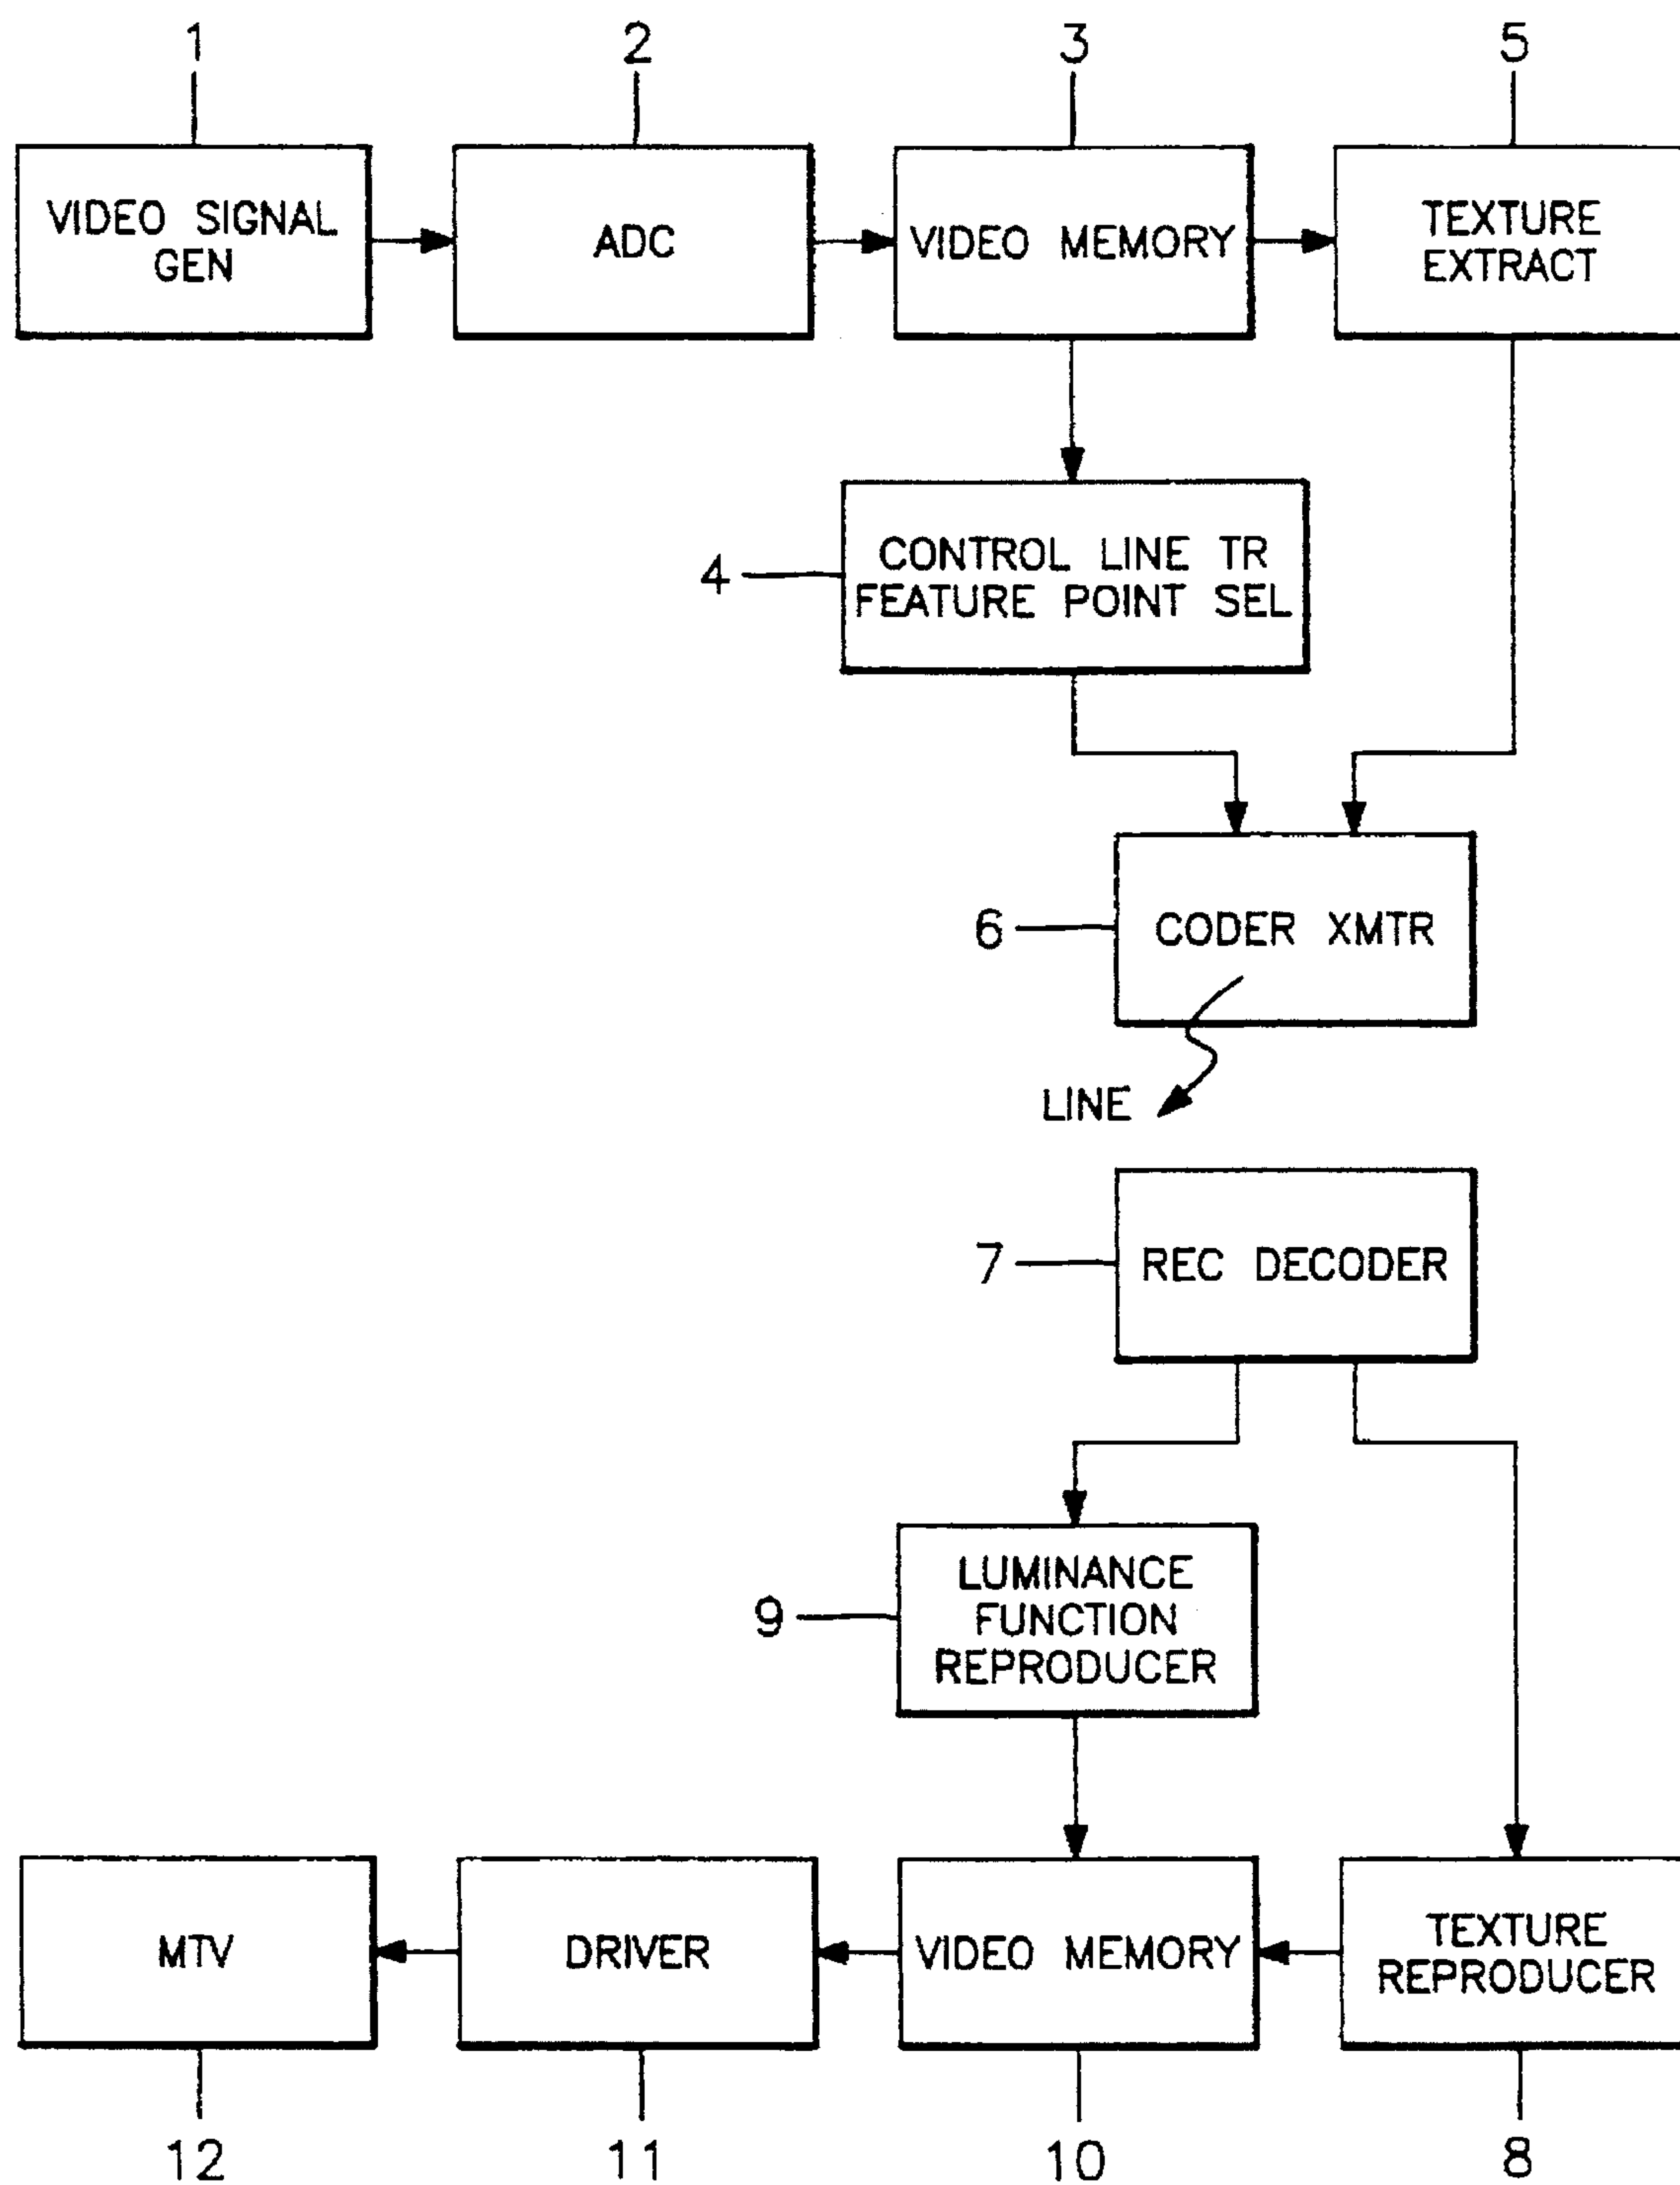 1
2
3
5
VIDEO SIGNAL
GEN
ADC
VIDEO MEMORY
TEXTURE
EXTRACT
4
CONTROL LINE TR
FEATURE POINT SEL
6
CODER XMTR
LINE
7
REC DECODER
9
LUMINANCE
FUNCTION
REPRODUCER
MTV
DRIVER
VIDEO MEMORY
TEXTURE
REPRODUCER
12
11
10
8